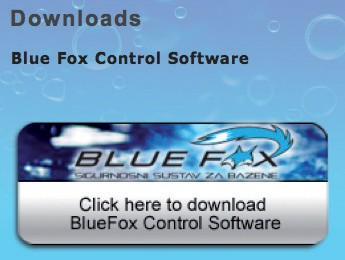 Downloads
Blue Fox Control Software
BLUE FOX
SIGURNOSNI SUSTAV ZA BAZENE
Click here to download
BlueFox Control Software